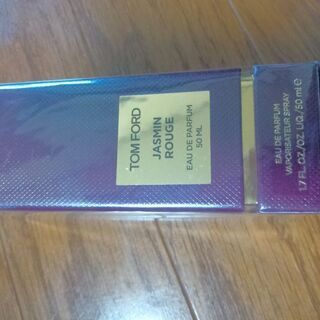 TOM FORD
JASMIN
ROUGE
EAU DE PARFUM
50 ML
EAU DE PARFUM
VAPORISATEUR SPRAY
1.7 FL.OZ./OZ. LIQ./50 ml ℮